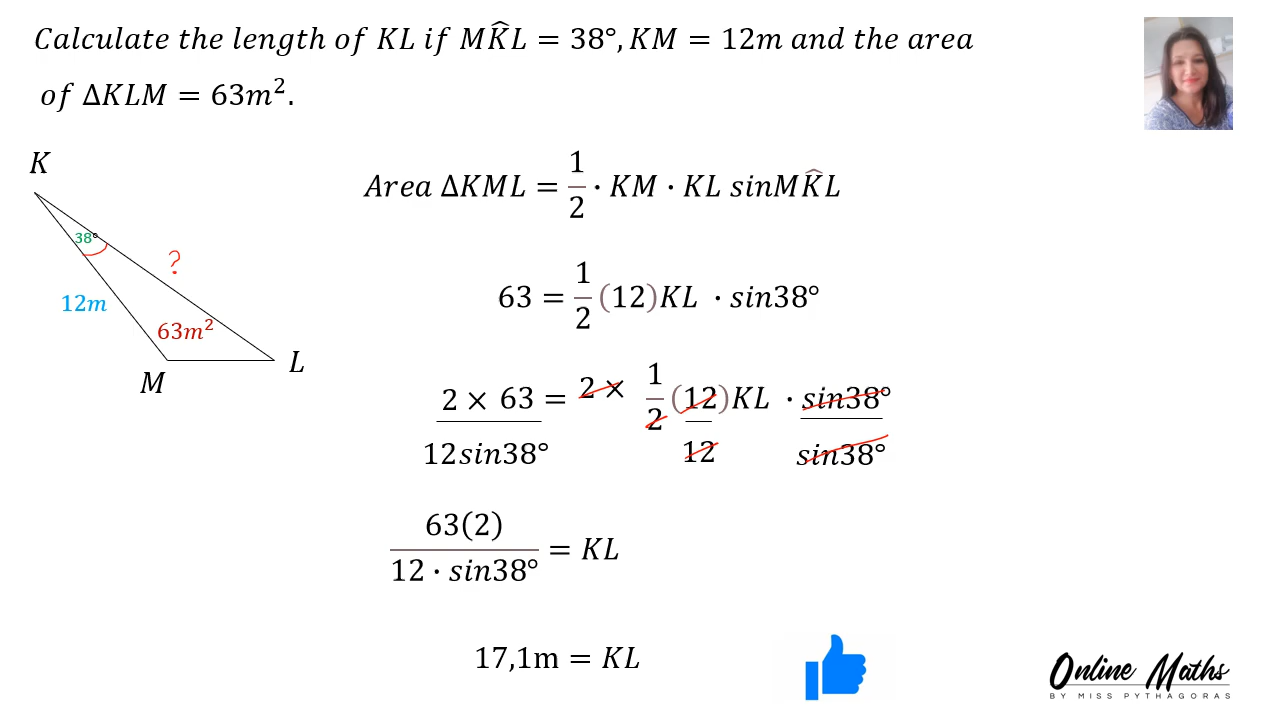 Calculate the length of KL if MK̂L = 38°, KM = 12m and the area
of ΔKLM = 63m².
K
38°
?
12m
63m²
M
L
Area ΔKML = 1/2 · KM · KL sinMK̂L
63 = 1/2 (12)KL · sin38°
2 × 63 / 12sin38° = 2 × 1/2 (12)/12 KL · sin38° / sin38°
63(2) / 12 · sin38° = KL
17,1m = KL
Online Maths
BY MISS PYTHAGORAS